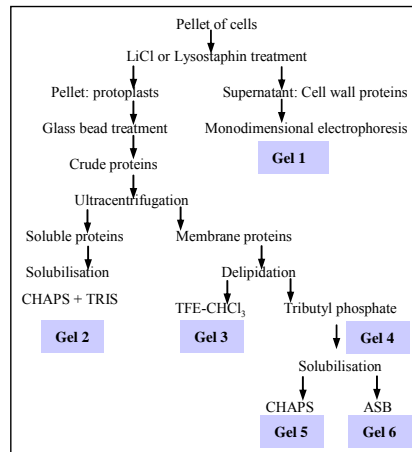 Pellet of cells
LiCl or Lysostaphin treatment
Pellet: protoplasts Supernatant: Cell wall proteins
Glass bead treatment Monodimensional electrophoresis
Gel 1
Crude proteins
Ultracentrifugation
Soluble proteins Membrane proteins
Solubilisation Delipidation
CHAPS + TRIS TFE-CHCl₃ Tributyl phosphate
Gel 2 Gel 3 Gel 4
Solubilisation
CHAPS ASB
Gel 5 Gel 6